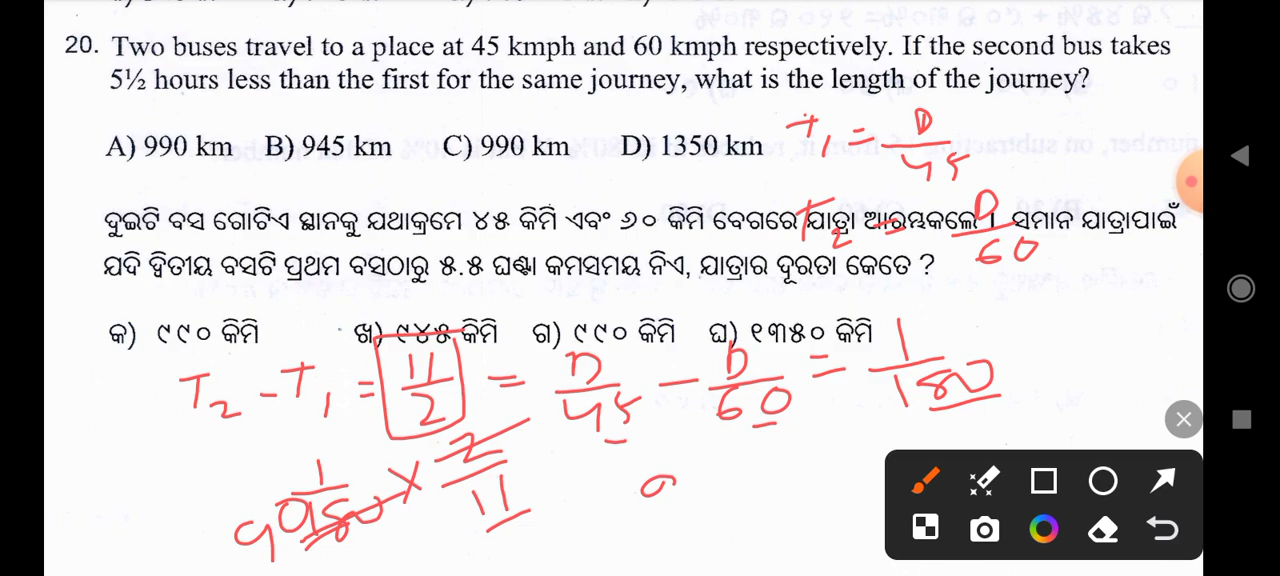 20. Two buses travel to a place at 45 kmph and 60 kmph respectively. If the second bus takes
5½ hours less than the first for the same journey, what is the length of the journey?
A) 990 km B) 945 km C) 990 km D) 1350 km
T₁ = D/45
ଦୁଇଟି ବସ ଗୋଟିଏ ସ୍ଥାନକୁ ଯଥାକ୍ରମେ ୪୫ କିମି ଏବଂ ୬୦ କିମି ବେଗରେ ଯାତ୍ରା ଆରମ୍ଭକଲେ । ସମାନ ଯାତ୍ରାପାଇଁ
T₂ = D/60
ଯଦି ଦ୍ୱିତୀୟ ବସଟି ପ୍ରଥମ ବସଠାରୁ ୫.୫ ଘଣ୍ଟା କମସମୟ ନିଏ, ଯାତ୍ରାର ଦୂରତା କେତେ ?
କ) ୯୯୦ କିମି ଖ) ୯୪୫ କିମି ଗ) ୯୯୦ କିମି ଘ) ୧୩୫୦ କିମି
T₂ - T₁ = 11/2 = D/45 - D/60 = 1/180
× 2/11